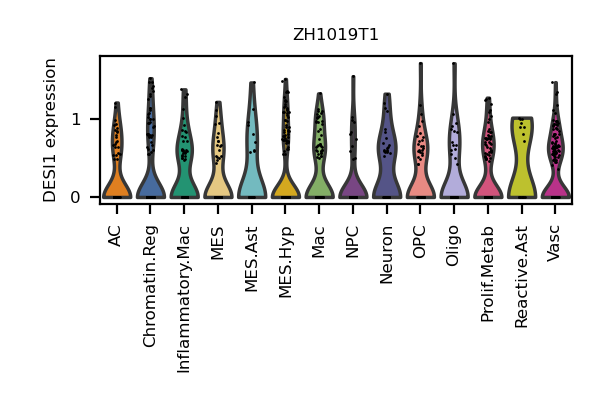 ZH1019T1
DESI1 expression
1
0
AC
Chromatin.Reg
Inflammatory.Mac
MES
MES.Ast
MES.Hyp
Mac
NPC
Neuron
OPC
Oligo
Prolif.Metab
Reactive.Ast
Vasc